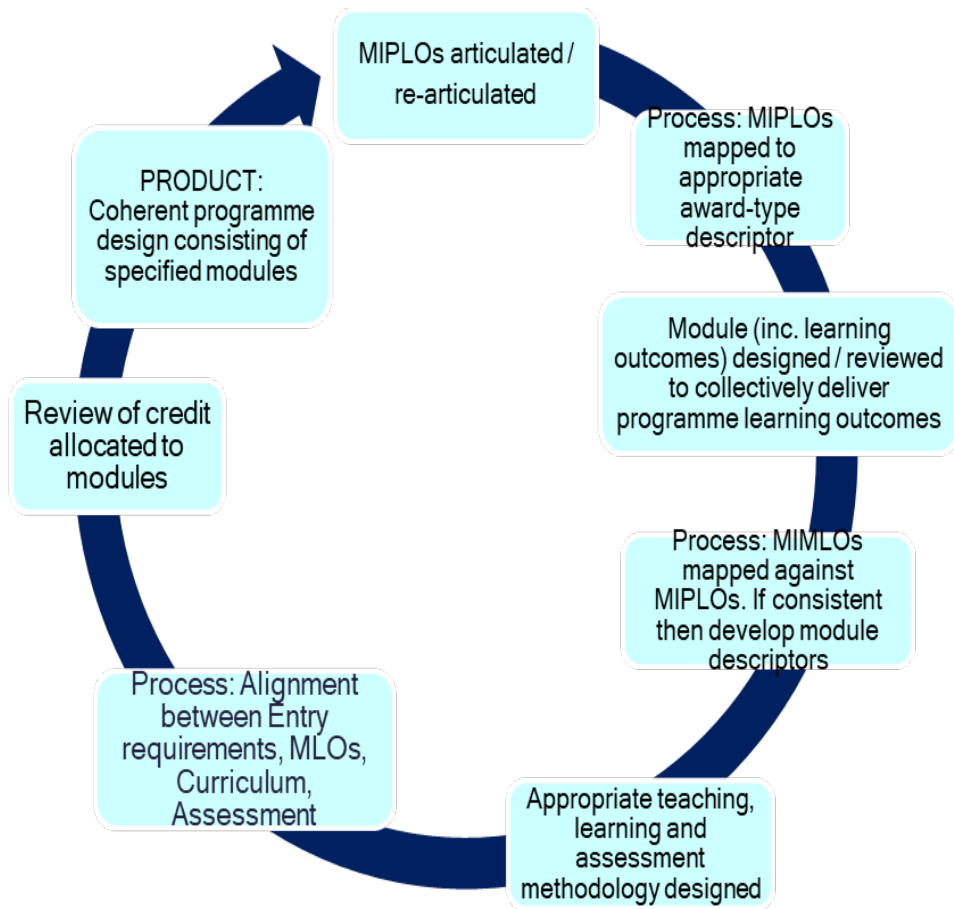 MIPLOs articulated /
re-articulated
Process: MIPLOs
mapped to
appropriate
award-type
descriptor
Module (inc. learning
outcomes) designed / reviewed
to collectively deliver
programme learning outcomes
Process: MIMLOs
mapped against
MIPLOs. If consistent
then develop module
descriptors
Appropriate teaching,
learning and
assessment
methodology designed
Process: Alignment
between Entry
requirements, MLOs,
Curriculum,
Assessment
Review of credit
allocated to
modules
PRODUCT:
Coherent programme
design consisting of
specified modules